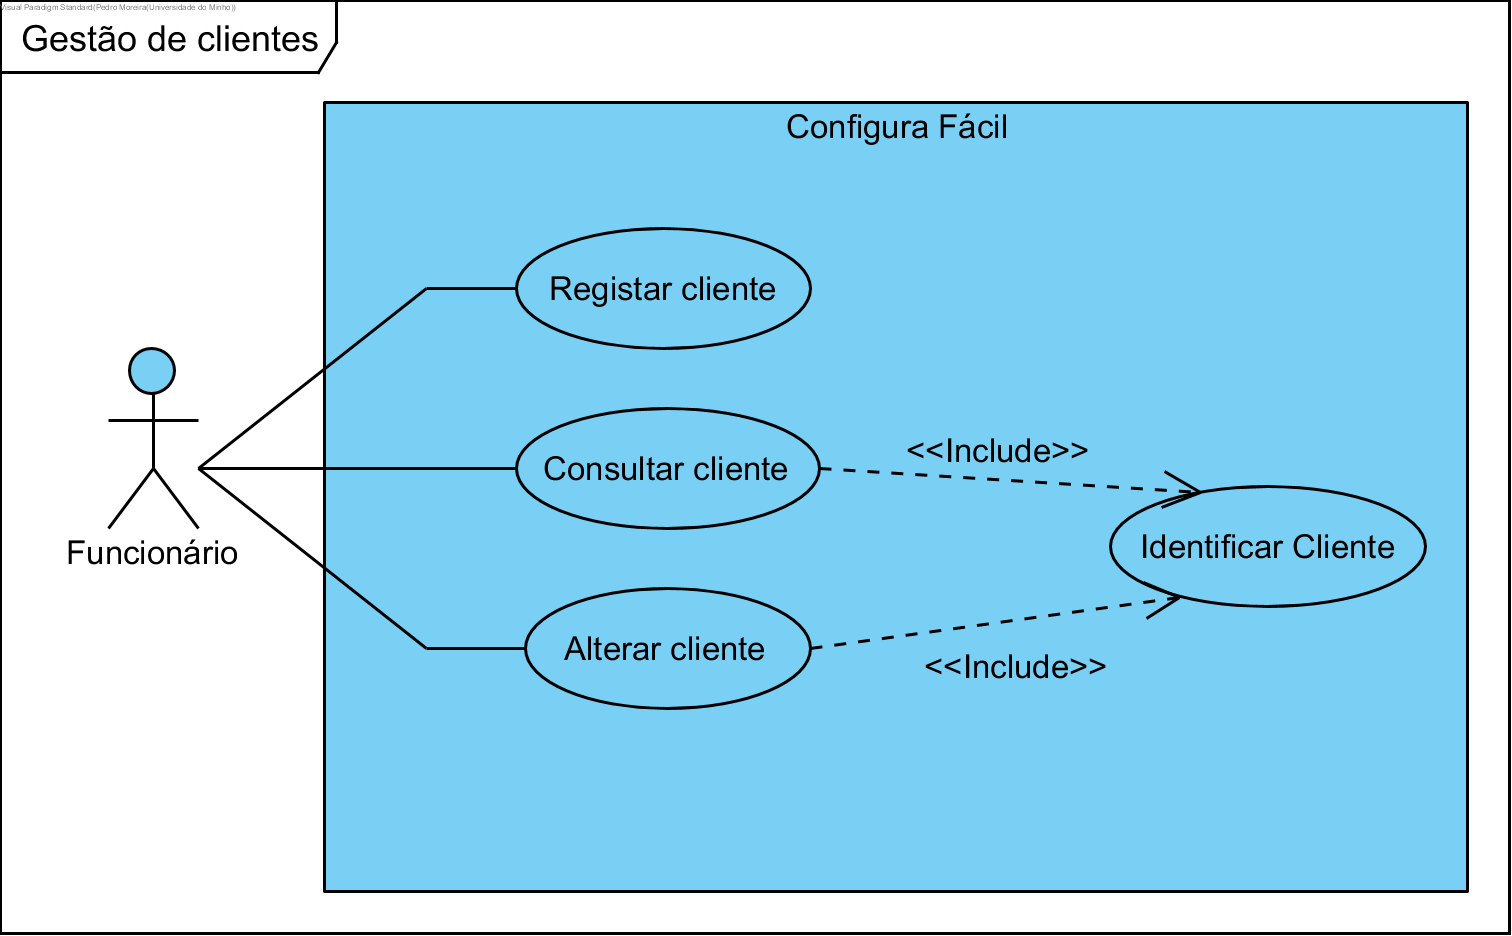 Visual Paradigm Standard(Pedro Moreira(Universidade do Minho))
Gestão de clientes
Configura Fácil
Registar cliente
Consultar cliente
<<Include>>
Identificar Cliente
Funcionário
Alterar cliente
<<Include>>